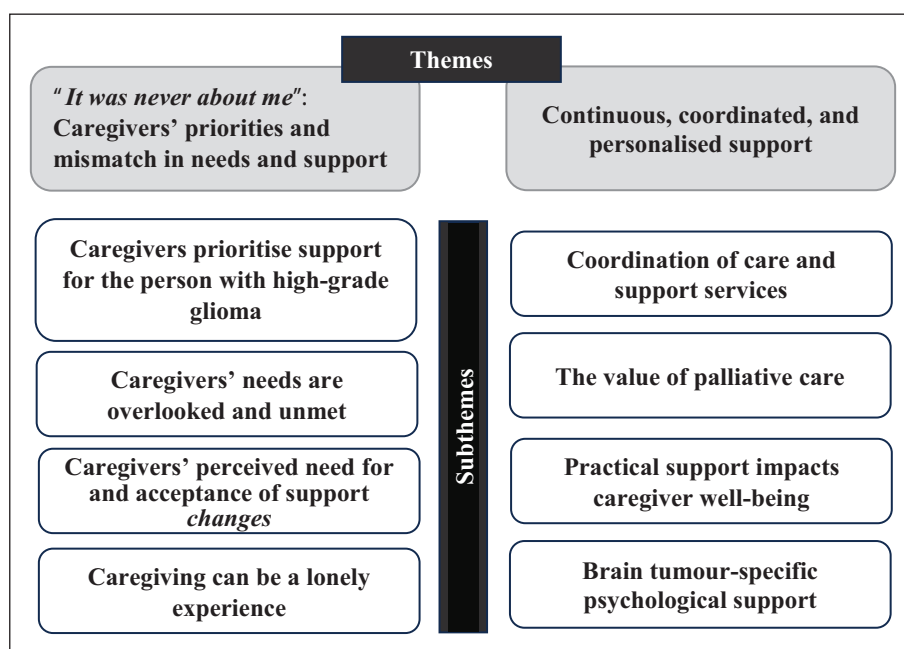 Themes
"It was never about me":
Caregivers’ priorities and
mismatch in needs and support
Continuous, coordinated, and
personalised support
Subthemes
Caregivers prioritise support
for the person with high-grade
glioma
Caregivers’ needs are
overlooked and unmet
Caregivers’ perceived need for
and acceptance of support
changes
Caregiving can be a lonely
experience
Coordination of care and
support services
The value of palliative care
Practical support impacts
caregiver well-being
Brain tumour-specific
psychological support